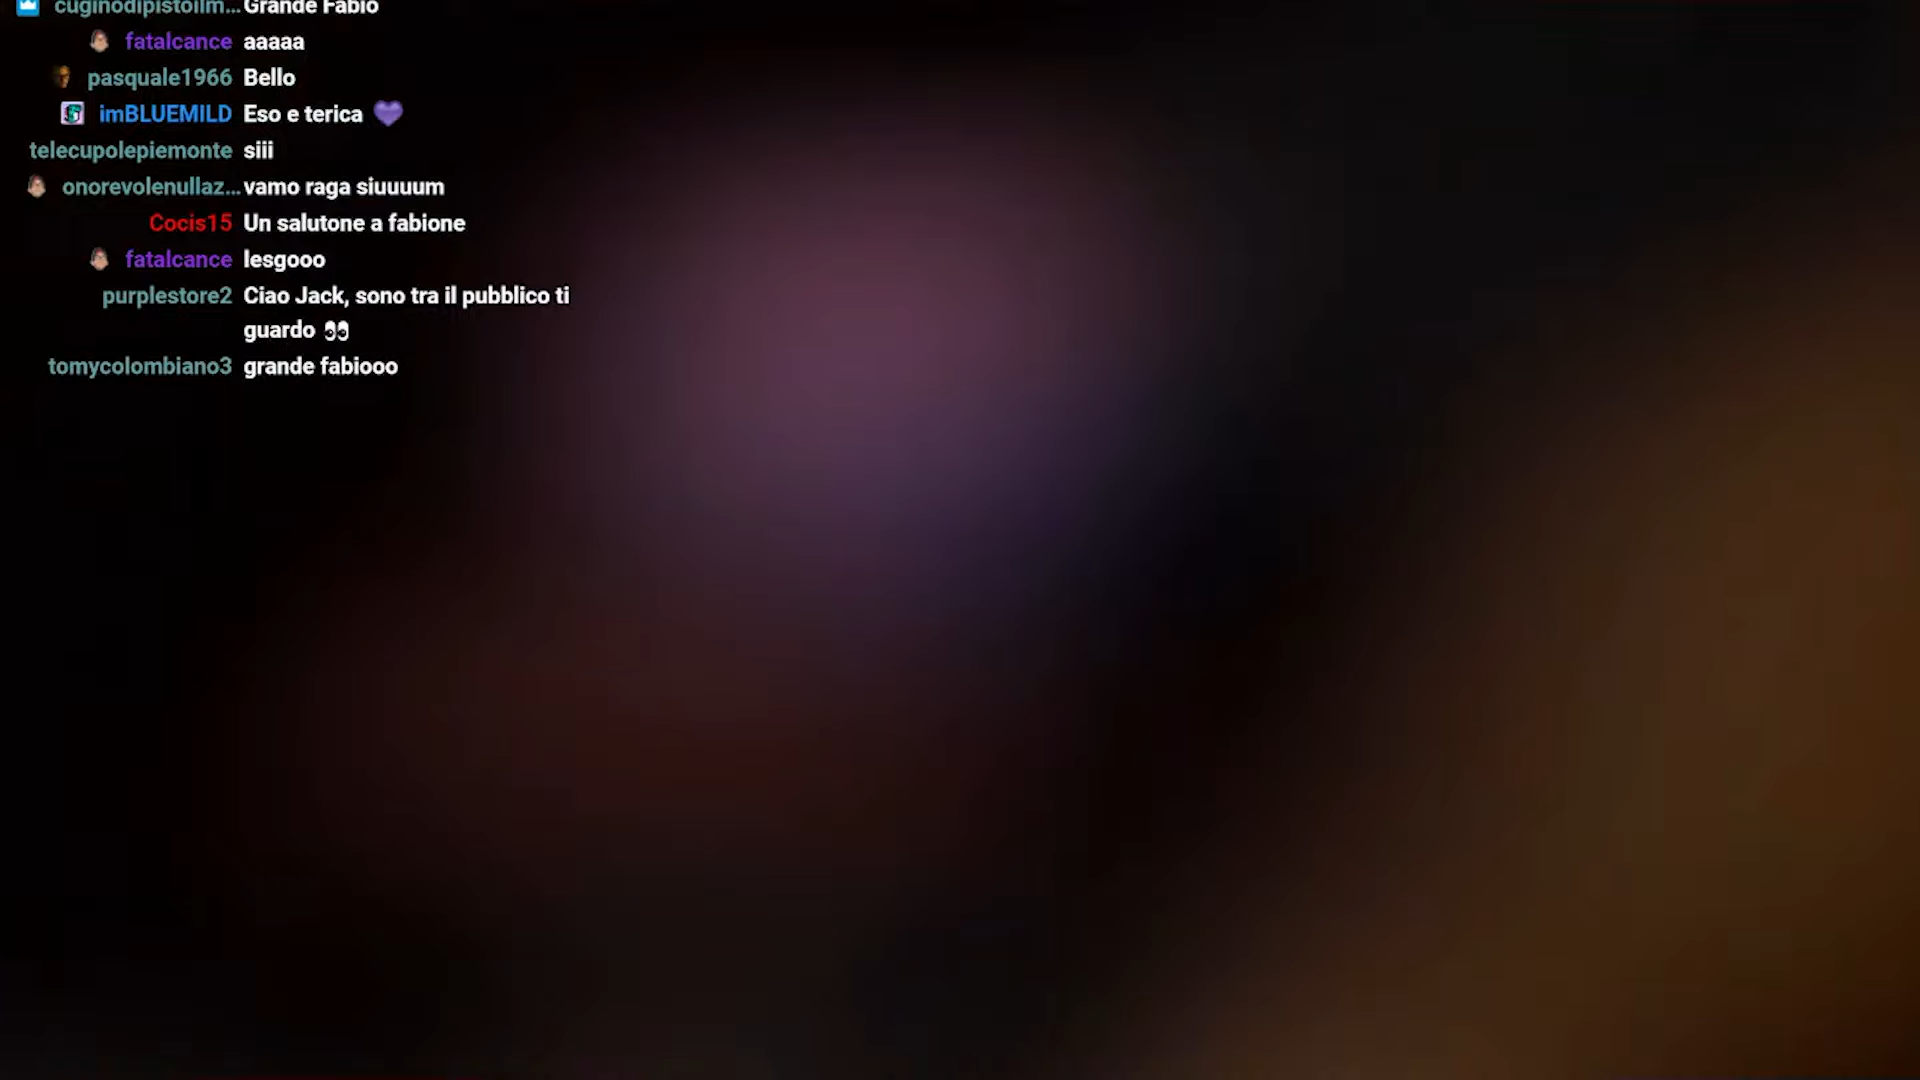 cuginodipistoilm... Grande Fabio
fatalcance aaaaa
pasquale1966 Bello
imBLUEMILD Eso e terica 💜
telecupolepiemonte siii
onorevolenullaz... vamo raga siuuuum
Cocis15 Un salutone a fabione
fatalcance lesgooo
purplestore2 Ciao Jack, sono tra il pubblico ti
guardo 👀
tomycolombiano3 grande fabiooo